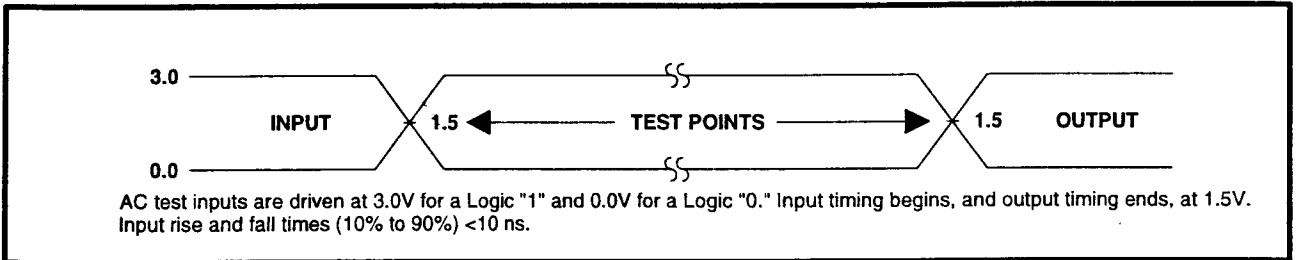 3.0
INPUT 1.5 TEST POINTS 1.5 OUTPUT
0.0
AC test inputs are driven at 3.0V for a Logic "1" and 0.0V for a Logic "0." Input timing begins, and output timing ends, at 1.5V.
Input rise and fall times (10% to 90%) <10 ns.